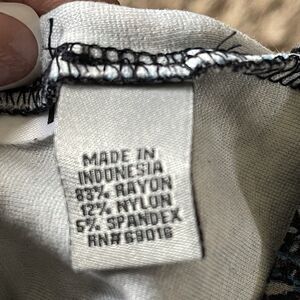 MADE IN
INDONESIA
83% RAYON
12% NYLON
5% SPANDEX
RN# 69016